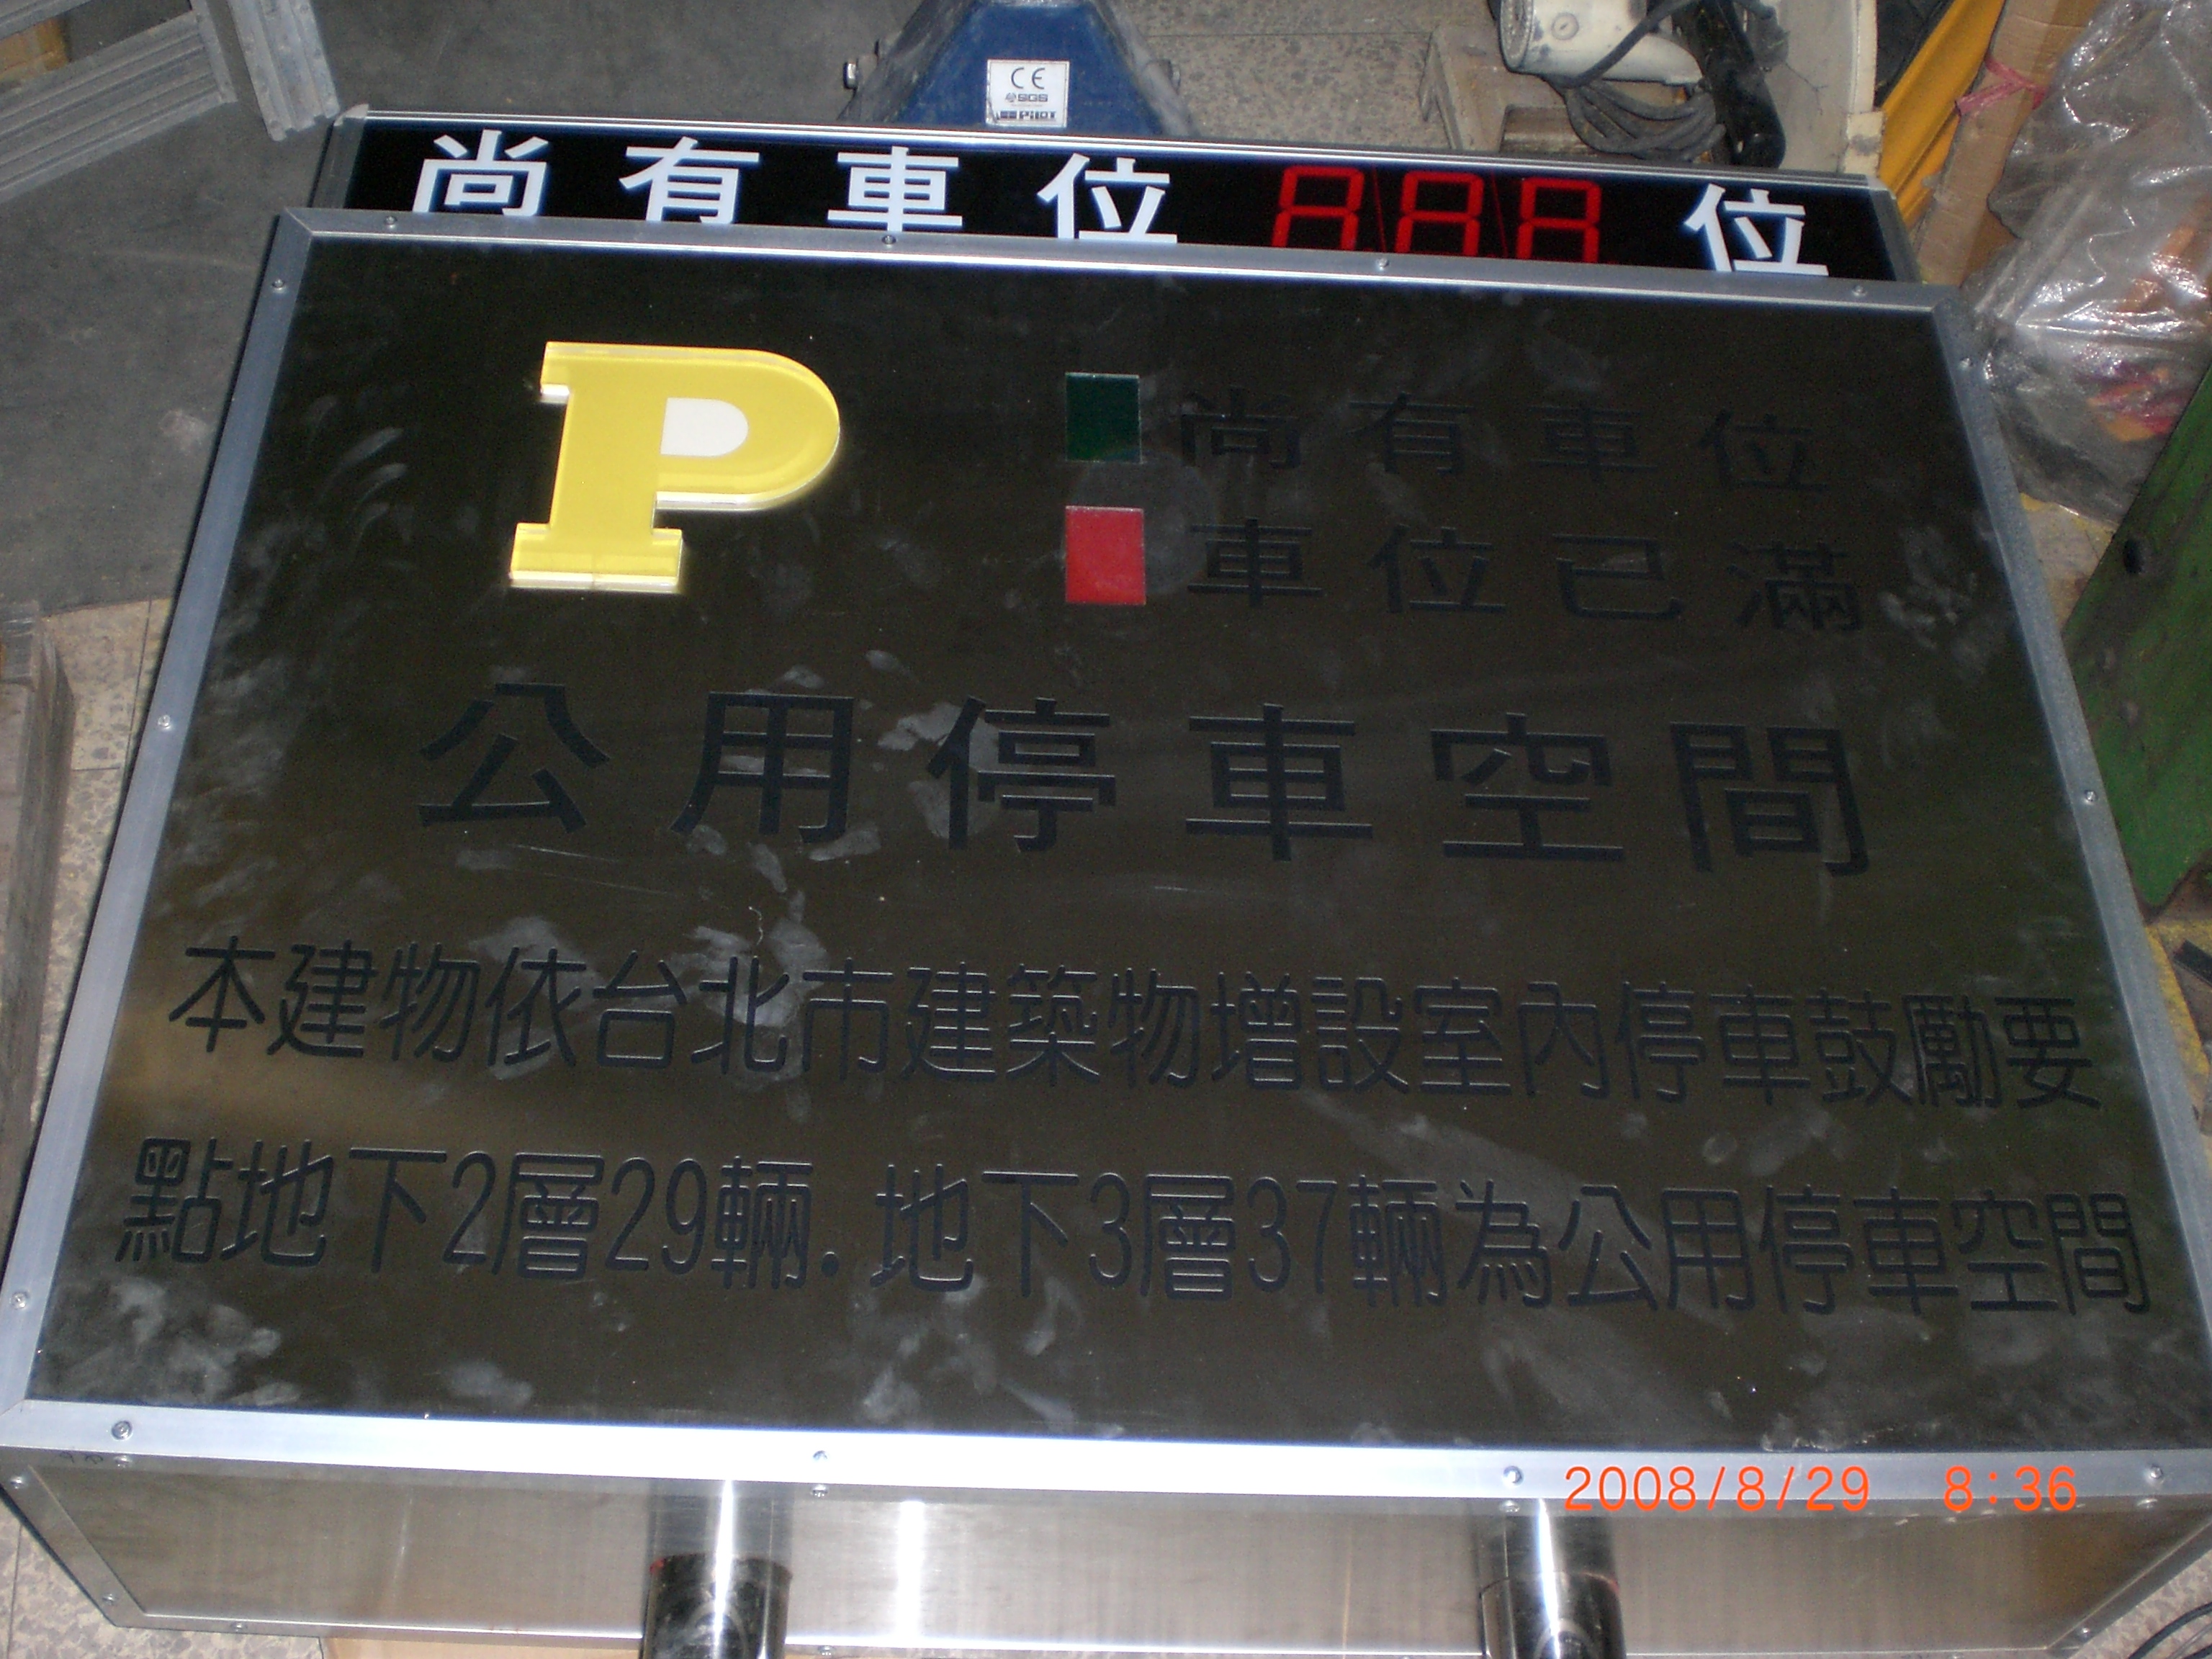 CE
SGS
PILOT
尚有車位 888 位
P
尚有車位
車位已滿
公用停車空間
本建物依台北市建築物增設室內停車鼓勵要
點地下2層29輛.地下3層37輛為公用停車空間
2008/8/29 8:36